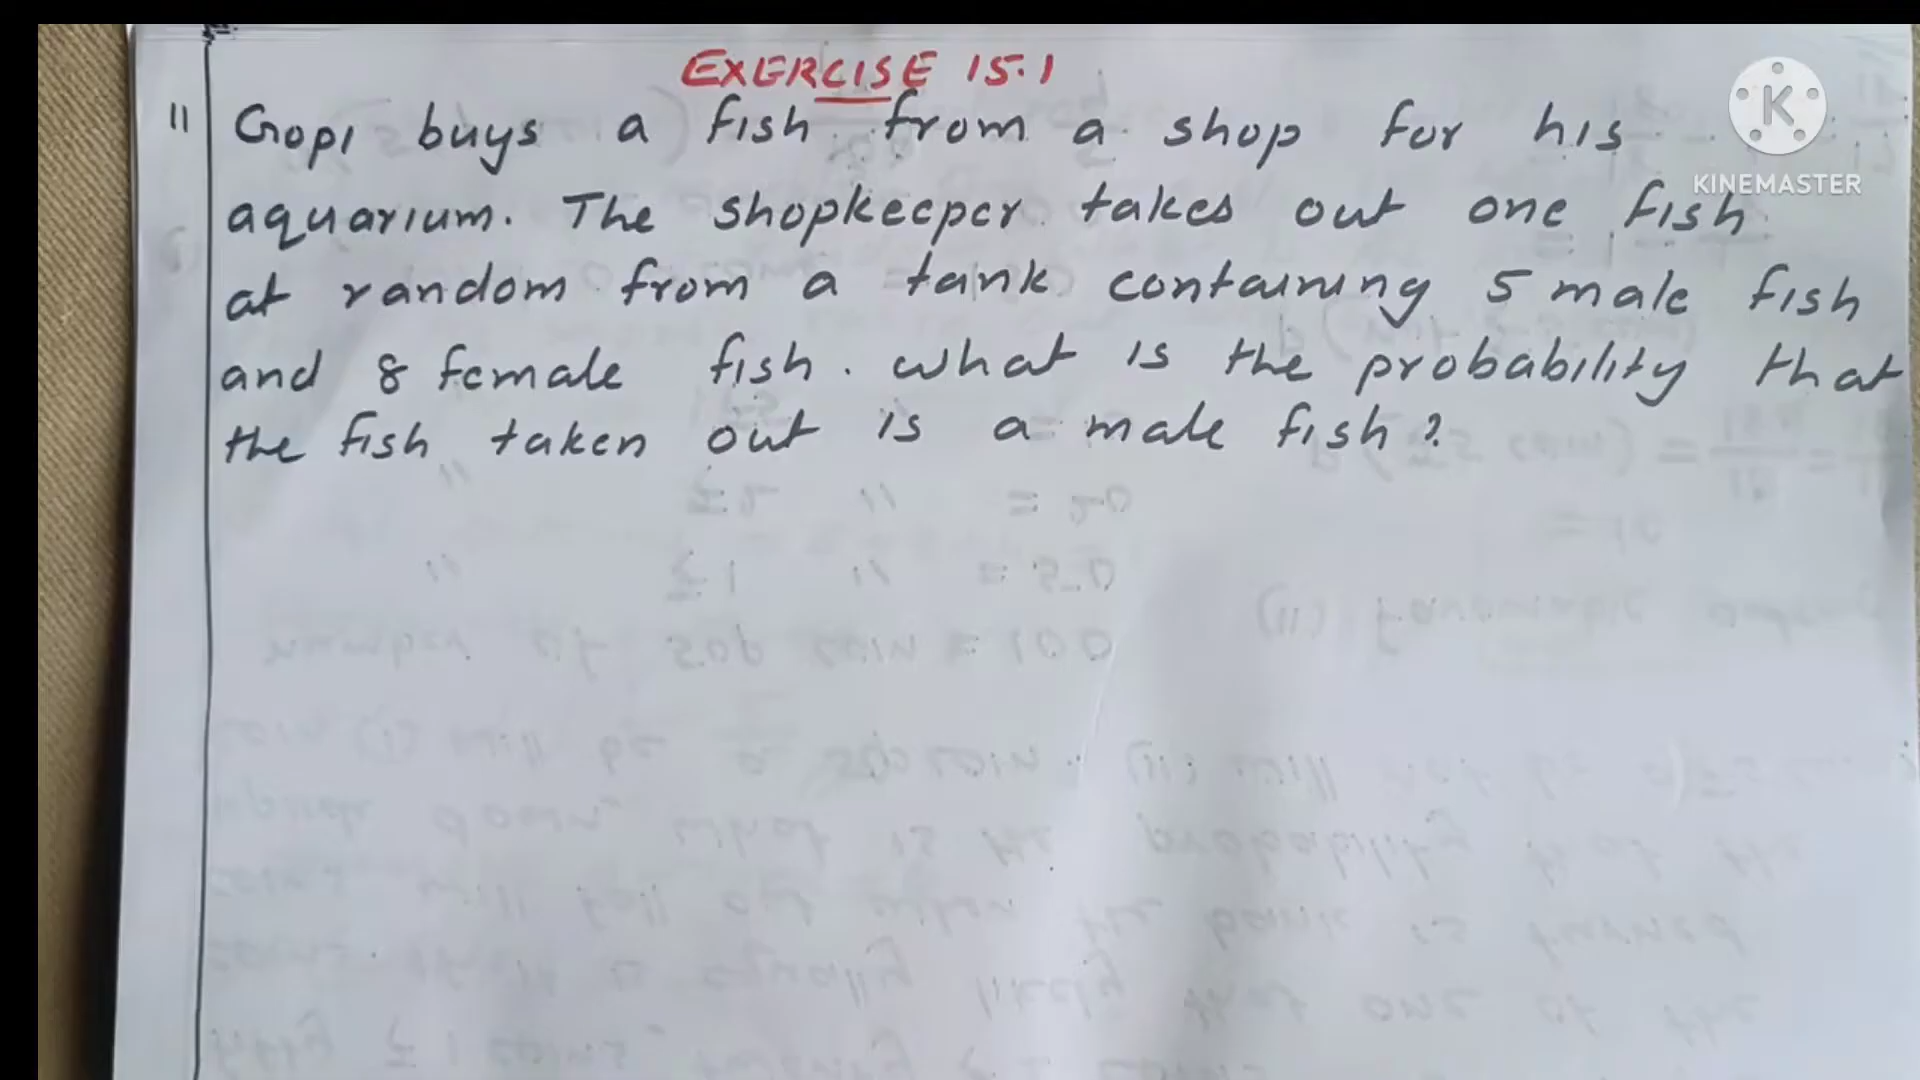 EXERCISE 15.1
11 Gopi buys a fish from a shop for his
aquarium. The shopkeeper takes out one fish
at random from a tank containing 5 male fish
and 8 female fish. What is the probability that
the fish taken out is a male fish?
KINEMASTER